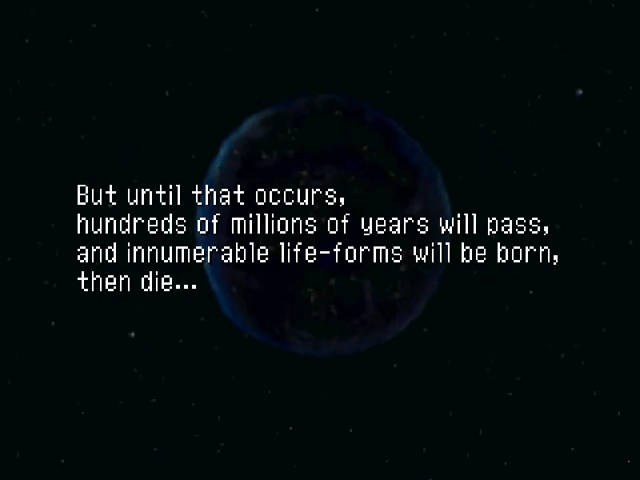 But until that occurs,
hundreds of millions of years will pass,
and innumerable life-forms will be born,
then die...